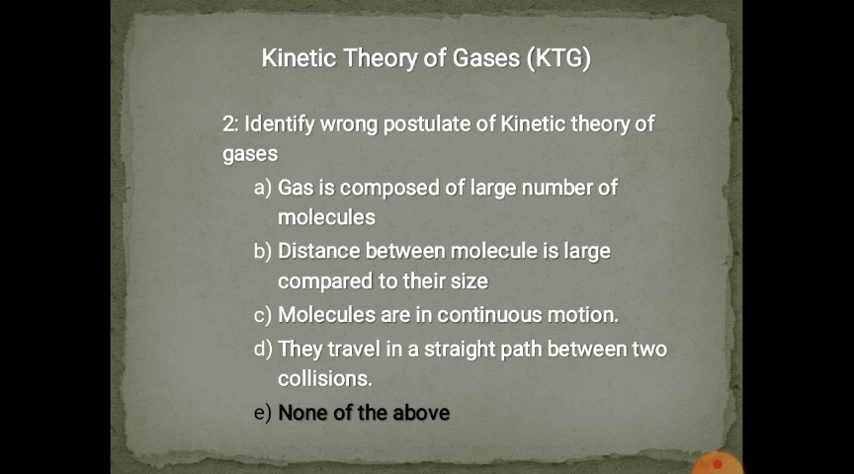 Kinetic Theory of Gases (KTG)
2: Identify wrong postulate of Kinetic theory of
gases
a) Gas is composed of large number of
molecules
b) Distance between molecule is large
compared to their size
c) Molecules are in continuous motion.
d) They travel in a straight path between two
collisions.
e) None of the above